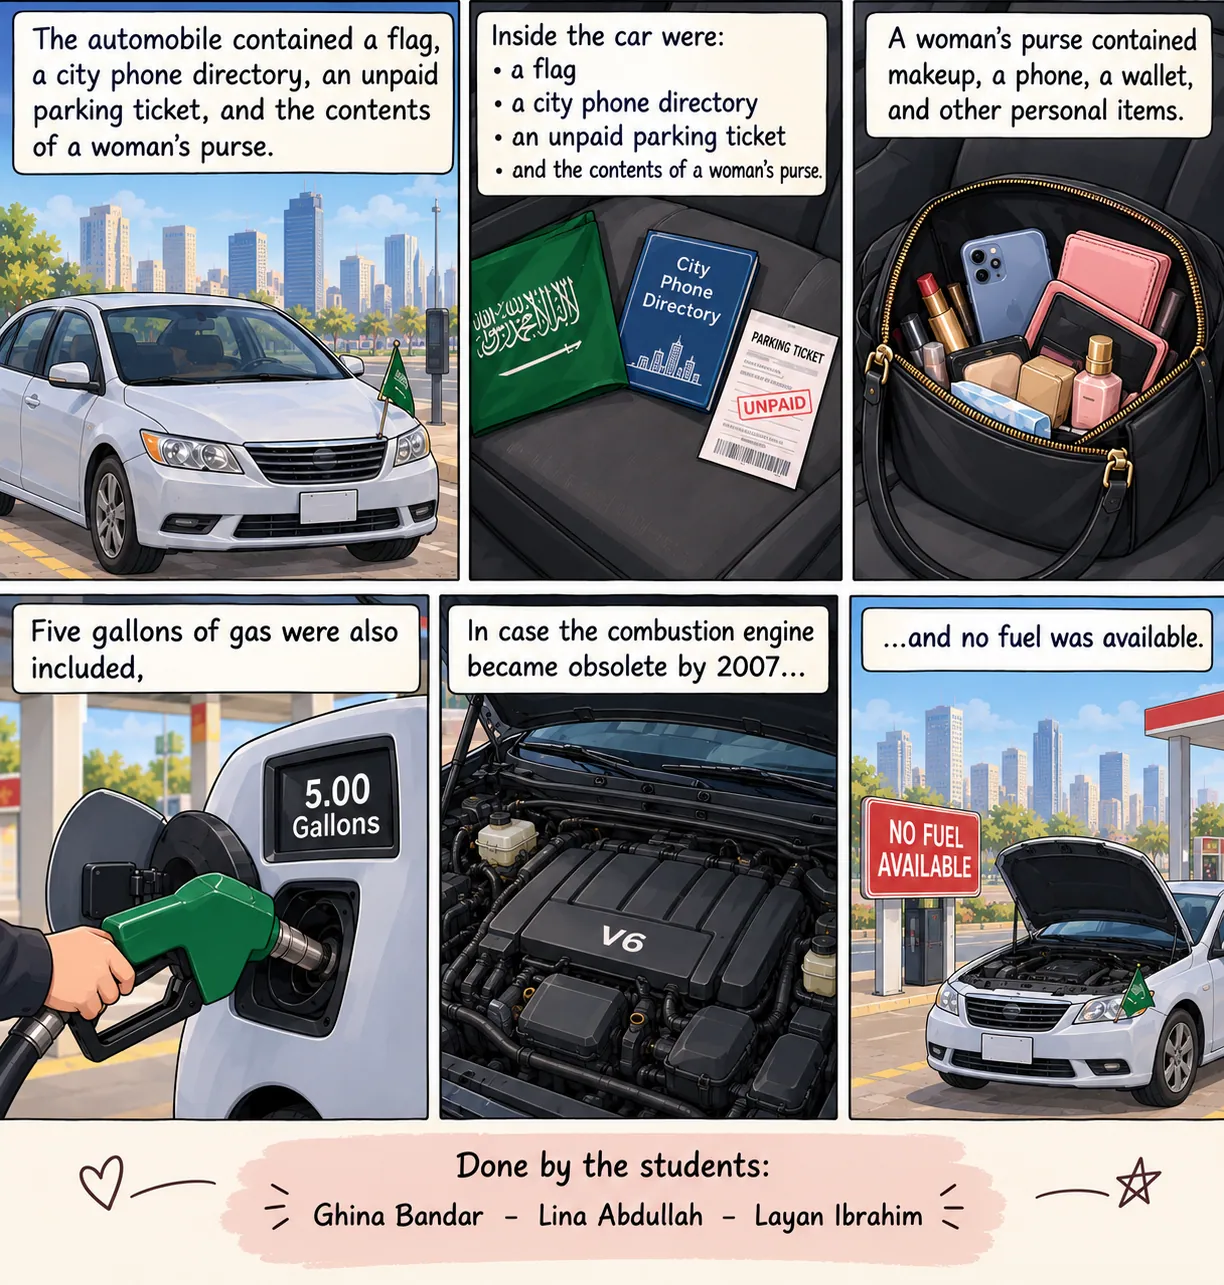 The automobile contained a flag,
a city phone directory, an unpaid
parking ticket, and the contents
of a woman's purse.
Inside the car were:
• a flag
• a city phone directory
• an unpaid parking ticket
• and the contents of a woman's purse.
City
Phone
Directory
PARKING TICKET
UNPAID
A woman's purse contained
makeup, a phone, a wallet,
and other personal items.
Five gallons of gas were also
included,
5.00
Gallons
In case the combustion engine
became obsolete by 2007...
V6
...and no fuel was available.
NO FUEL
AVAILABLE
Done by the students:
Ghina Bandar – Lina Abdullah – Layan Ibrahim